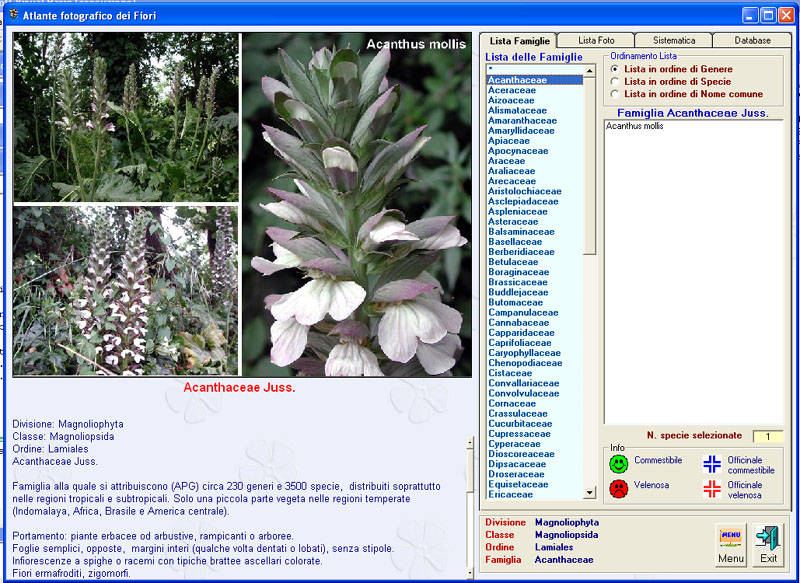 Atlante fotografico dei Fiori
Acanthus mollis
Acanthaceae Juss.
Divisione: Magnoliophyta
Classe: Magnoliopsida
Ordine: Lamiales
Acanthaceae Juss.
Famiglia alla quale si attribuiscono (APG) circa 230 generi e 3500 specie, distribuiti soprattutto
nelle regioni tropicali e subtropicali. Solo una piccola parte vegeta nelle regioni temperate
(Indomalaya, Africa, Brasile e America centrale).
Portamento: piante erbacee od arbustive, rampicanti o arboree.
Foglie semplici, opposte, margini interi (qualche volta dentati o lobati), senza stipole.
Infiorescenze a spighe o racemi con tipiche brattee ascellari colorate.
Fiori ermafroditi, zigomorfi.
Lista Famiglie
Lista Foto
Sistematica
Database
Lista delle Famiglie
*
Acanthaceae
Aceraceae
Aizoaceae
Alismataceae
Amaranthaceae
Amaryllidaceae
Apiaceae
Apocynaceae
Araceae
Araliaceae
Arecaceae
Aristolochiaceae
Asclepiadaceae
Aspleniaceae
Asteraceae
Balsaminaceae
Basellaceae
Berberidiaceae
Betulaceae
Boraginaceae
Brassicaceae
Buddlejaceae
Butomaceae
Campanulaceae
Cannabaceae
Capparidaceae
Caprifoliaceae
Caryophyllaceae
Chenopodiaceae
Cistaceae
Convallariaceae
Convolvulaceae
Cornaceae
Crassulaceae
Cucurbitaceae
Cupressaceae
Cyperaceae
Dioscoreaceae
Dipsacaceae
Droseraceae
Equisetaceae
Ericaceae
Ordinamento Lista
Lista in ordine di Genere
Lista in ordine di Specie
Lista in ordine di Nome comune
Famiglia Acanthaceae Juss.
Acanthus mollis
N. specie selezionate 1
Info
Commestibile
Officinale
commestibile
Velenosa
Officinale
velenosa
Divisione Magnoliophyta
Classe Magnoliopsida
Ordine Lamiales
Famiglia Acanthaceae
MENU
Menu
Exit